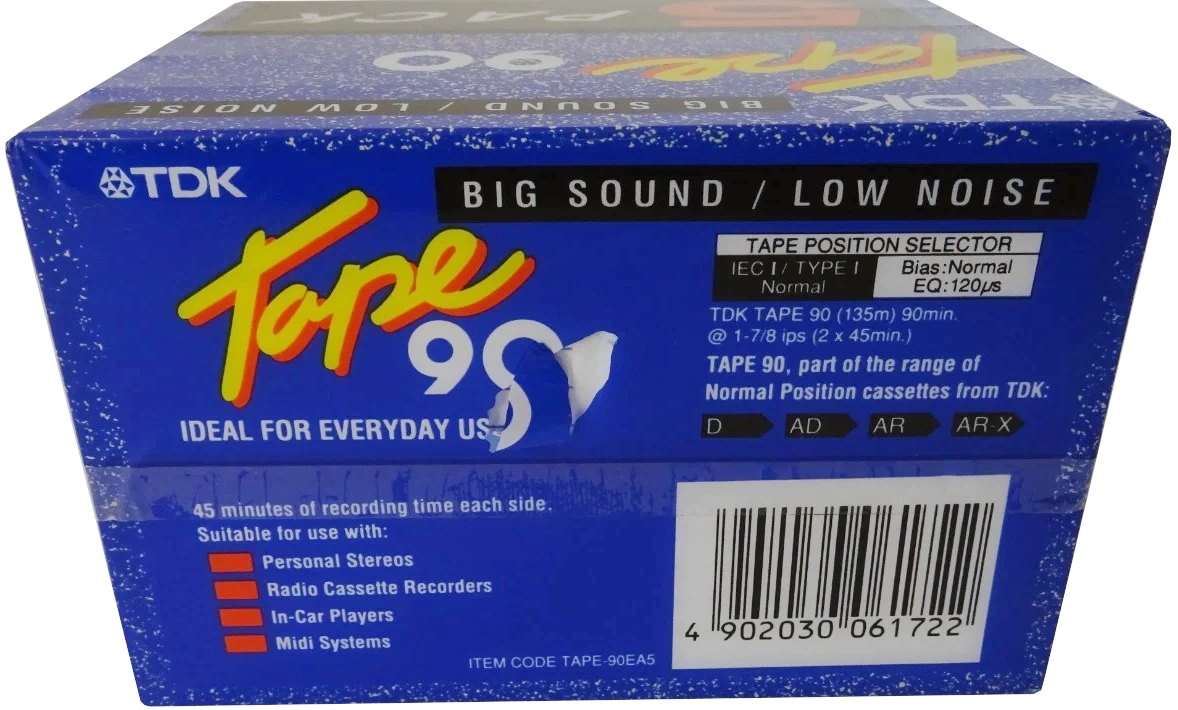 5 PACK
Tape 90
TDK
BIG SOUND / LOW NOISE
TDK
BIG SOUND / LOW NOISE
Tape
90
IDEAL FOR EVERYDAY US
TAPE POSITION SELECTOR
IEC I / TYPE I
Normal
Bias:Normal
EQ:120µs
TDK TAPE 90 (135m) 90min.
@ 1-7/8 ips (2 x 45min.)
TAPE 90, part of the range of
Normal Position cassettes from TDK:
D AD AR AR-X
45 minutes of recording time each side.
Suitable for use with:
Personal Stereos
Radio Cassette Recorders
In-Car Players
Midi Systems
ITEM CODE TAPE-90EA5
4 902030 061722